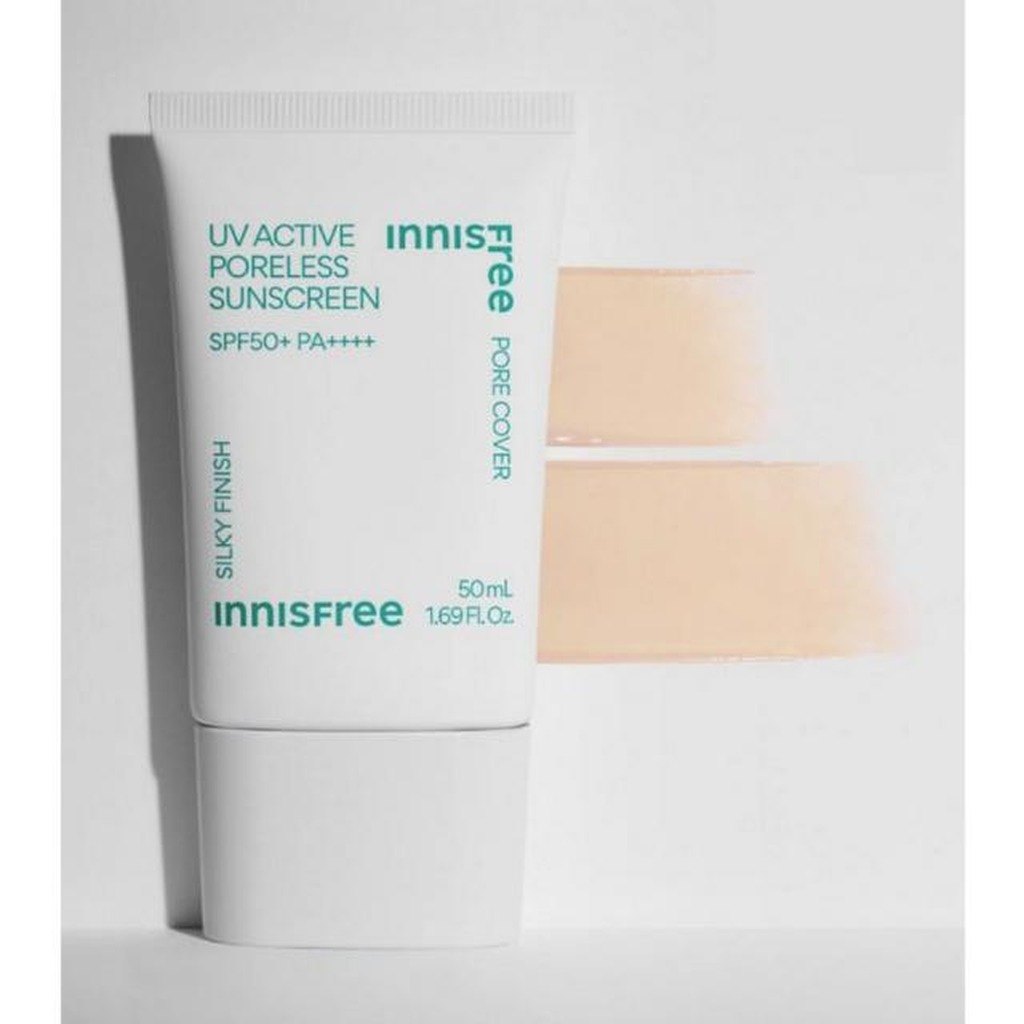 UV ACTIVE
PORELESS
SUNSCREEN
SPF50+ PA++++
INNISFree
PORE COVER
SILKY FINISH
INNISFree
50 mL
1.69 Fl. Oz.